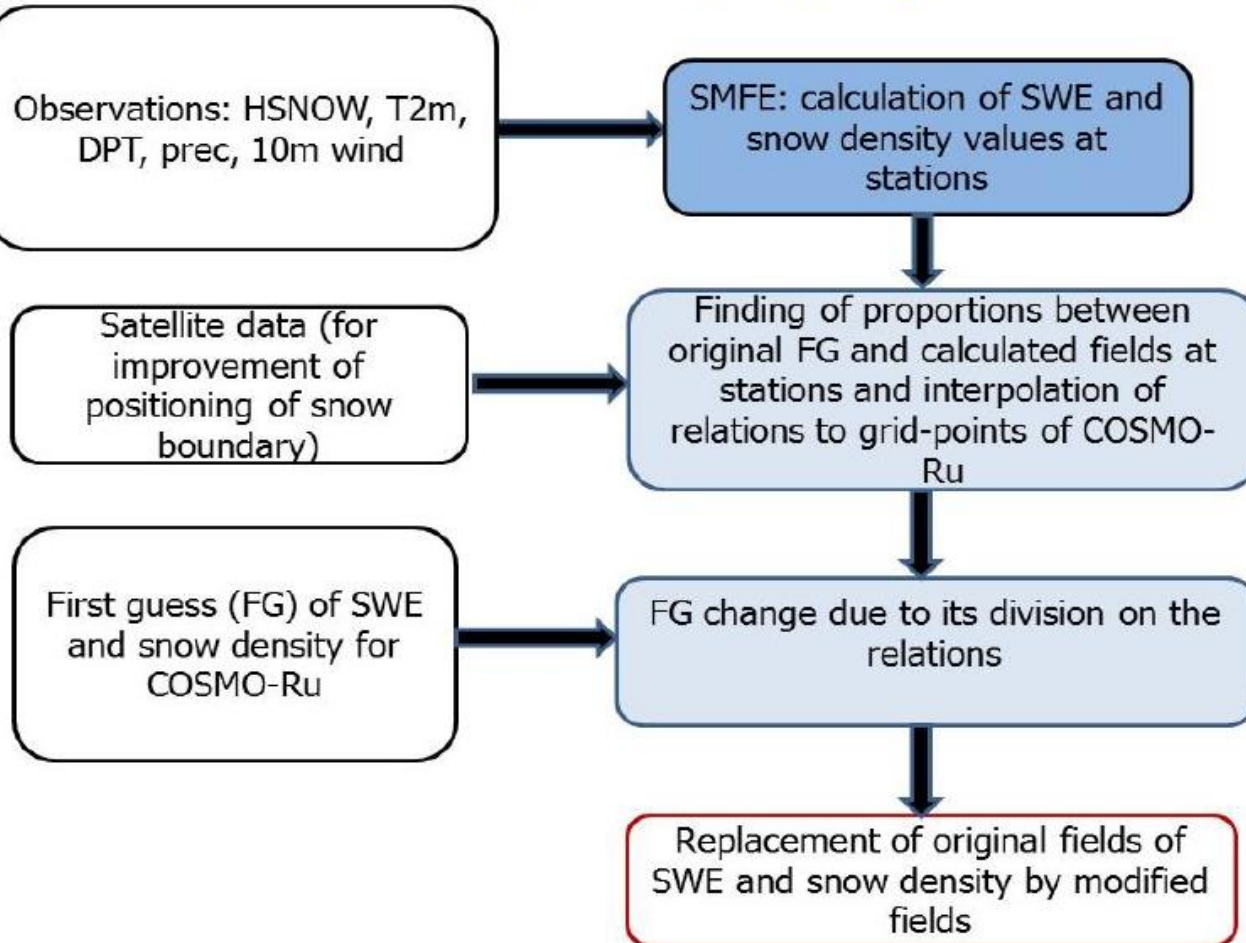 Observations: HSNOW, T2m,
DPT, prec, 10m wind
SMFE: calculation of SWE and
snow density values at
stations
Satellite data (for
improvement of
positioning of snow
boundary)
Finding of proportions between
original FG and calculated fields at
stations and interpolation of
relations to grid-points of COSMO-
Ru
First guess (FG) of SWE
and snow density for
COSMO-Ru
FG change due to its division on the
relations
Replacement of original fields of
SWE and snow density by modified
fields